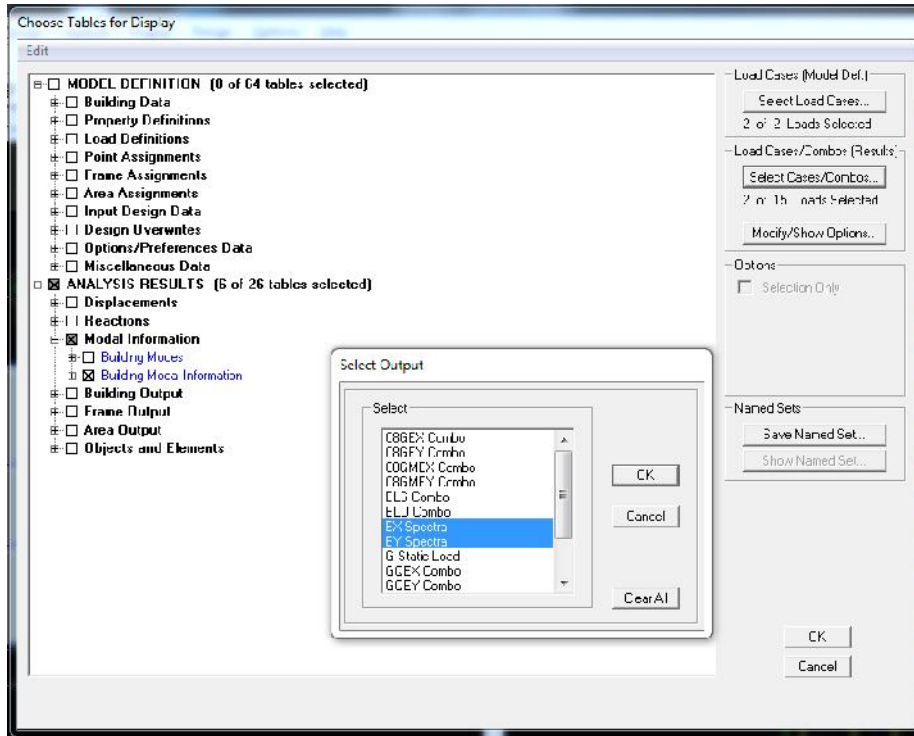 Choose Tables for Display
Edit
MODEL DEFINITION (0 of 64 tables selected)
Building Data
Property Definitions
Load Definitions
Point Assignments
Frame Assignments
Area Assignments
Input Design Data
Design Overwrites
Options/Preferences Data
Miscellaneous Data
ANALYSIS RESULTS (6 of 26 tables selected)
Displacements
Reactions
Modal Information
Building Modes
Building Modal Information
Building Output
Frame Output
Area Output
Objects and Elements
Load Cases (Model Def.)
Select Load Cases...
2 of 2 Loads Selected
Load Cases/Combos (Results)
Select Cases/Combos...
2 of 15 Loads Selected
Modify/Show Options...
Options
Selection Only
Named Sets
Save Named Set...
Show Named Set...
OK
Cancel
Select Output
Select
Combo
Combo
Combo
Combo
Combo
Combo
EX Spectra
EY Spectra
G Static Load
GGEX Combo
GGEY Combo
OK
Cancel
Clear All